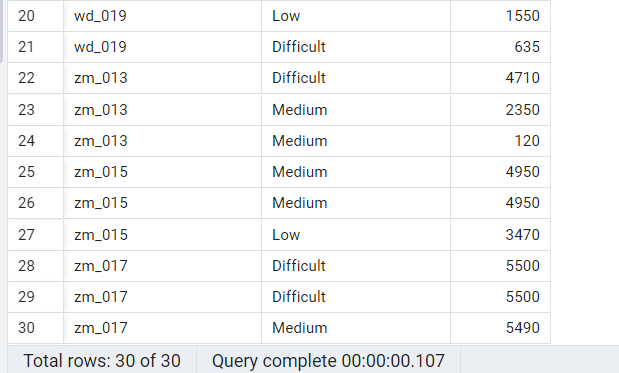 20 wd_019 Low 1550
21 wd_019 Difficult 635
22 zm_013 Difficult 4710
23 zm_013 Medium 2350
24 zm_013 Medium 120
25 zm_015 Medium 4950
26 zm_015 Medium 4950
27 zm_015 Low 3470
28 zm_017 Difficult 5500
29 zm_017 Difficult 5500
30 zm_017 Medium 5490
Total rows: 30 of 30 Query complete 00:00:00.107